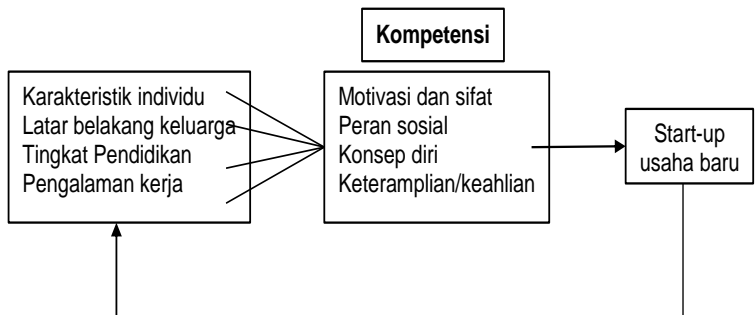 Kompetensi
Karakteristik individu
Latar belakang keluarga
Tingkat Pendidikan
Pengalaman kerja
Motivasi dan sifat
Peran sosial
Konsep diri
Keteramplian/keahlian
Start-up
usaha baru